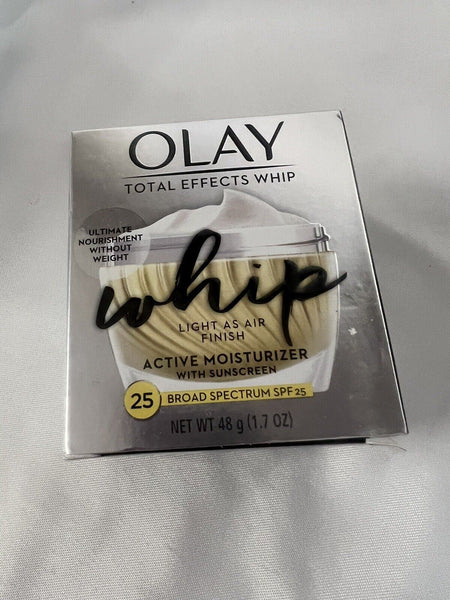 OLAY
TOTAL EFFECTS WHIP
ULTIMATE
NOURISHMENT
WITHOUT
WEIGHT
whip
LIGHT AS AIR
FINISH
ACTIVE MOISTURIZER
WITH SUNSCREEN
25 BROAD SPECTRUM SPF 25
NET WT 48 g (1.7 OZ)